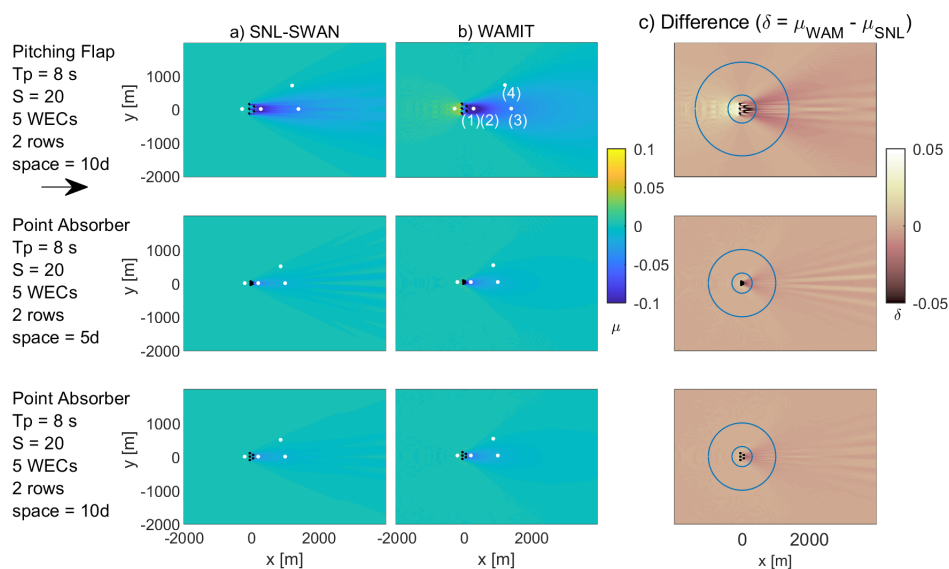 a) SNL-SWAN
b) WAMIT
c) Difference (δ = μWAM - μSNL)
Pitching Flap
Tp = 8 s
S = 20
5 WECs
2 rows
space = 10d
y [m]
1000
0
-1000
-2000
(1)
(2)
(3)
(4)
0.1
0.05
0
-0.05
-0.1
μ
0.05
0
-0.05
δ
Point Absorber
Tp = 8 s
S = 20
5 WECs
2 rows
space = 5d
y [m]
1000
0
-1000
-2000
Point Absorber
Tp = 8 s
S = 20
5 WECs
2 rows
space = 10d
y [m]
1000
0
-1000
-2000
-2000
0
2000
x [m]
-2000
0
2000
x [m]
0
2000
x [m]